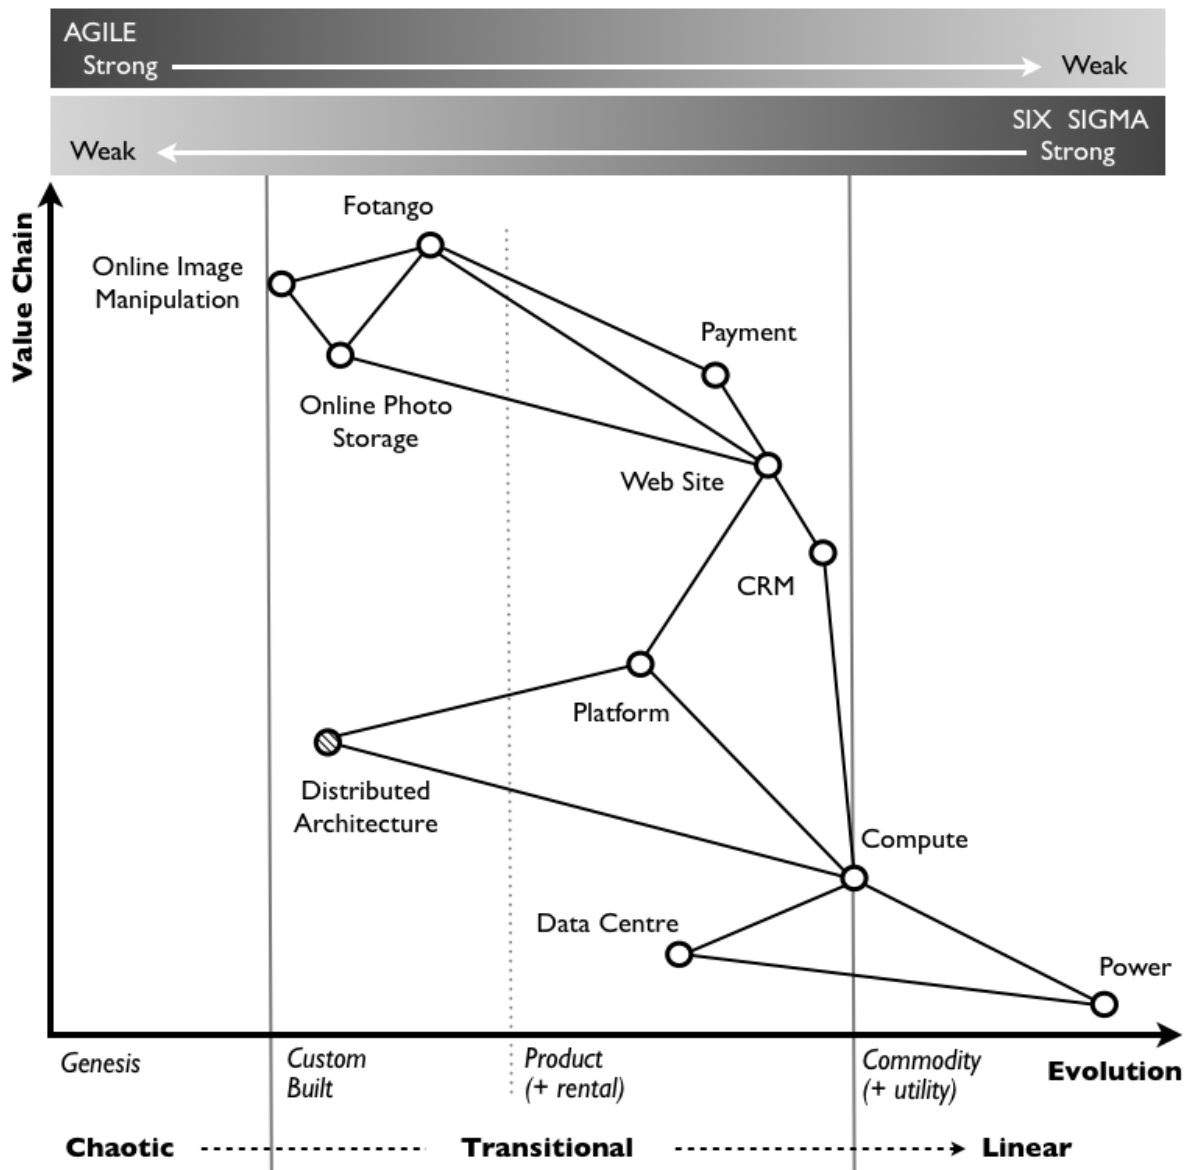 AGILE
Strong
Weak
SIX SIGMA
Weak
Strong
Value Chain
Fotango
Online Image
Manipulation
Payment
Online Photo
Storage
Web Site
CRM
Platform
Distributed
Architecture
Compute
Data Centre
Power
Genesis
Custom
Built
Product
(+ rental)
Commodity
(+ utility)
Evolution
Chaotic
Transitional
Linear